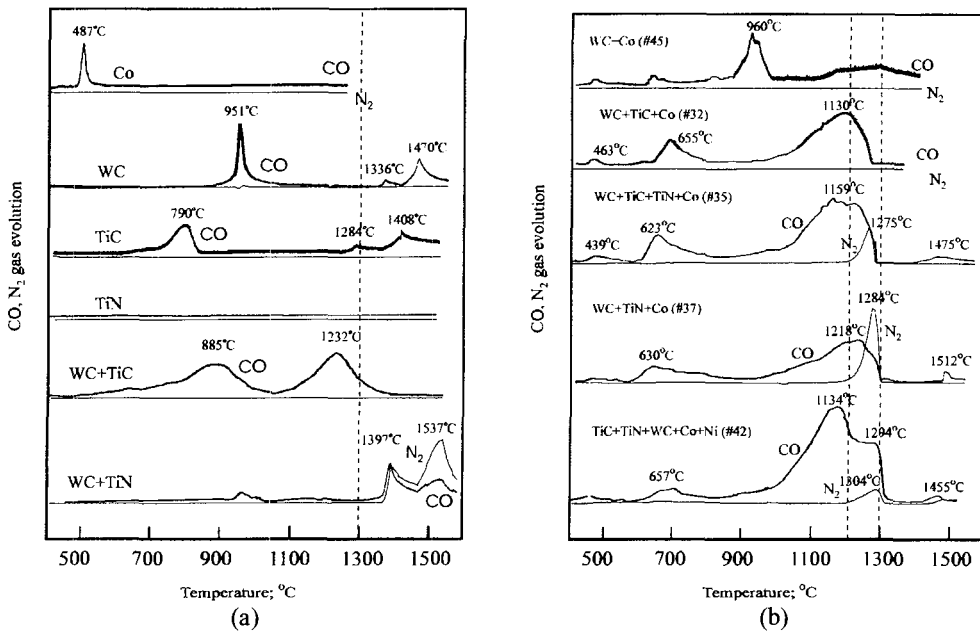 CO, N₂ gas evolution
487°C
Co
CO
N₂
951°C
WC
CO
1336°C
1470°C
790°C
TiC
CO
1284°C
1408°C
TiN
885°C
1232°C
WC+TiC
CO
1397°C
1537°C
N₂
WC+TiN
CO
500 700 900 1100 1300 1500
Temperature; °C
(a)
CO, N₂ gas evolution
960°C
WC-Co (#45)
CO
N₂
WC+TiC+Co (#32)
1130°C
463°C
655°C
CO
N₂
WC+TiC+TiN+Co (#35)
1159°C
623°C
CO
1275°C
439°C
N₂
1475°C
WC+TiN+Co (#37)
1284°C
1218°C
N₂
630°C
CO
1512°C
1134°C
TiC+TiN+WC+Co+Ni (#42)
CO
1294°C
657°C
N₂
1304°C
1455°C
500 700 900 1100 1300 1500
Temperature; °C
(b)